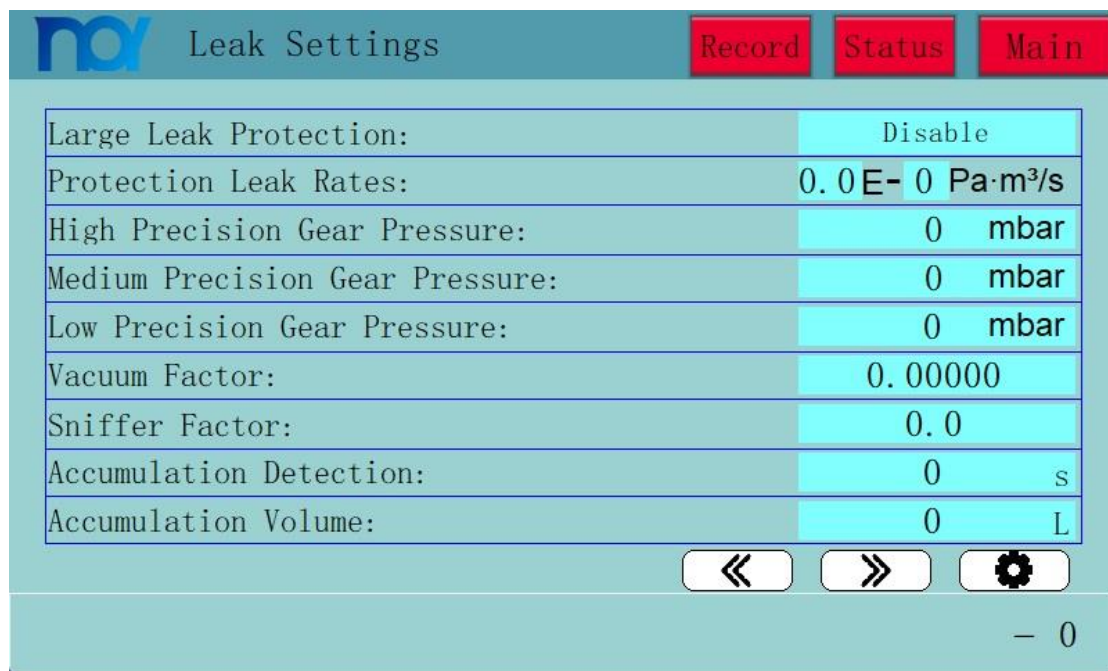 noi Leak Settings Record Status Main
Large Leak Protection: Disable
Protection Leak Rates: 0.0 E- 0 Pa·m³/s
High Precision Gear Pressure: 0 mbar
Medium Precision Gear Pressure: 0 mbar
Low Precision Gear Pressure: 0 mbar
Vacuum Factor: 0.00000
Sniffer Factor: 0.0
Accumulation Detection: 0 s
Accumulation Volume: 0 L
« »
- 0